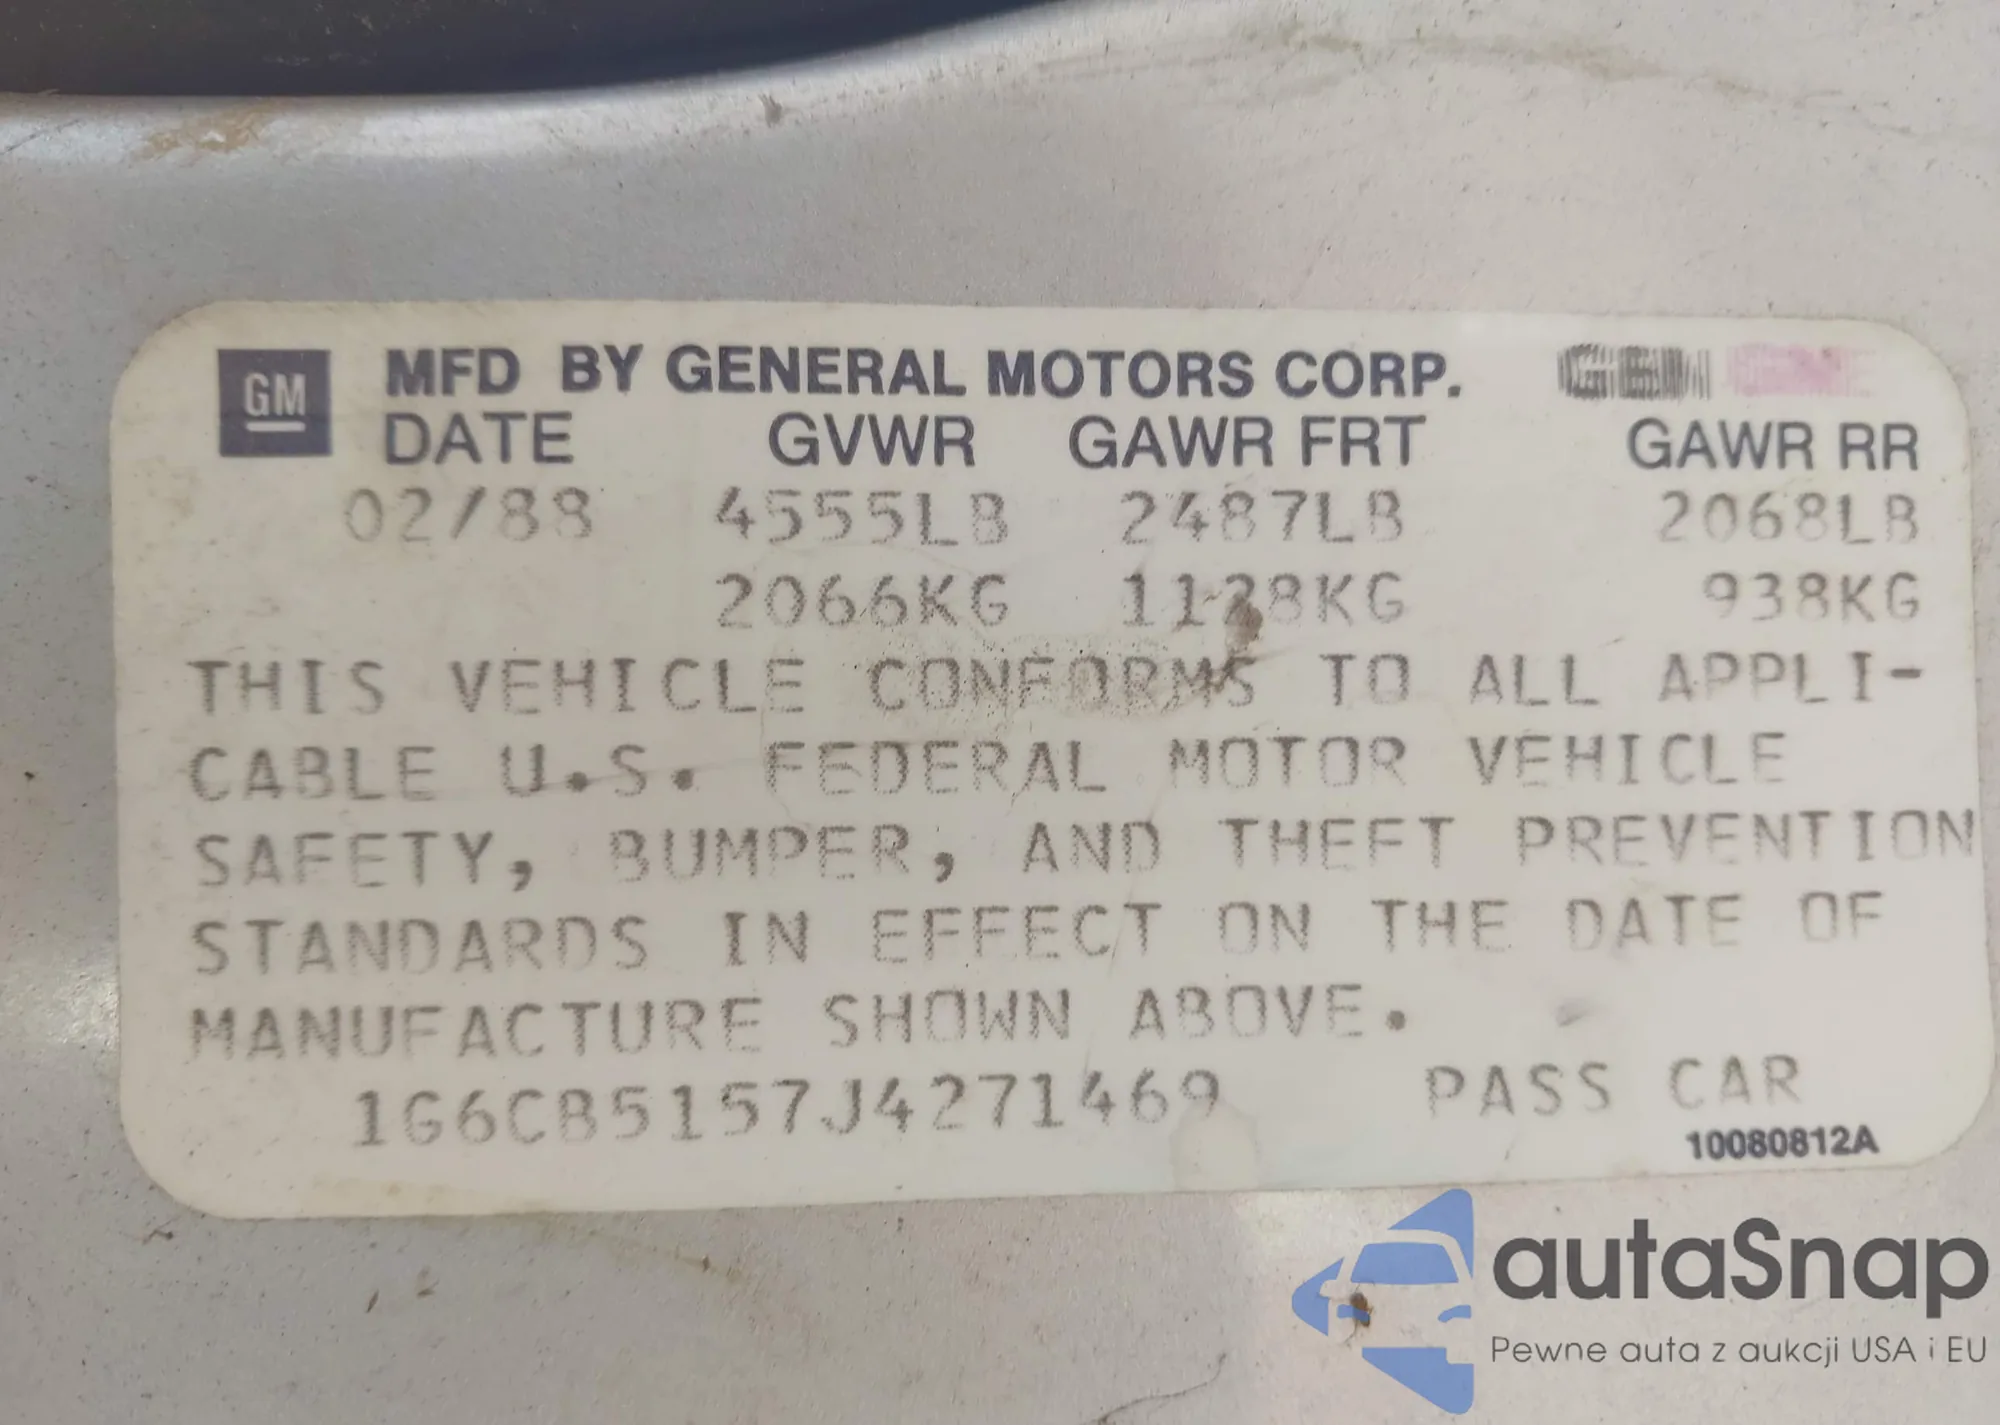 GM
MFD BY GENERAL MOTORS CORP.
DATE GVWR GAWR FRT GAWR RR
02/88 4555LB 2487LB 2068LB
2066KG 1128KG 938KG
THIS VEHICLE CONFORMS TO ALL APPLI-
CABLE U.S. FEDERAL MOTOR VEHICLE
SAFETY, BUMPER, AND THEFT PREVENTION
STANDARDS IN EFFECT ON THE DATE OF
MANUFACTURE SHOWN ABOVE.
1G6CB5157J4271469 PASS CAR
10080812A
autaSnap
Pewne auta z aukcji USA i EU